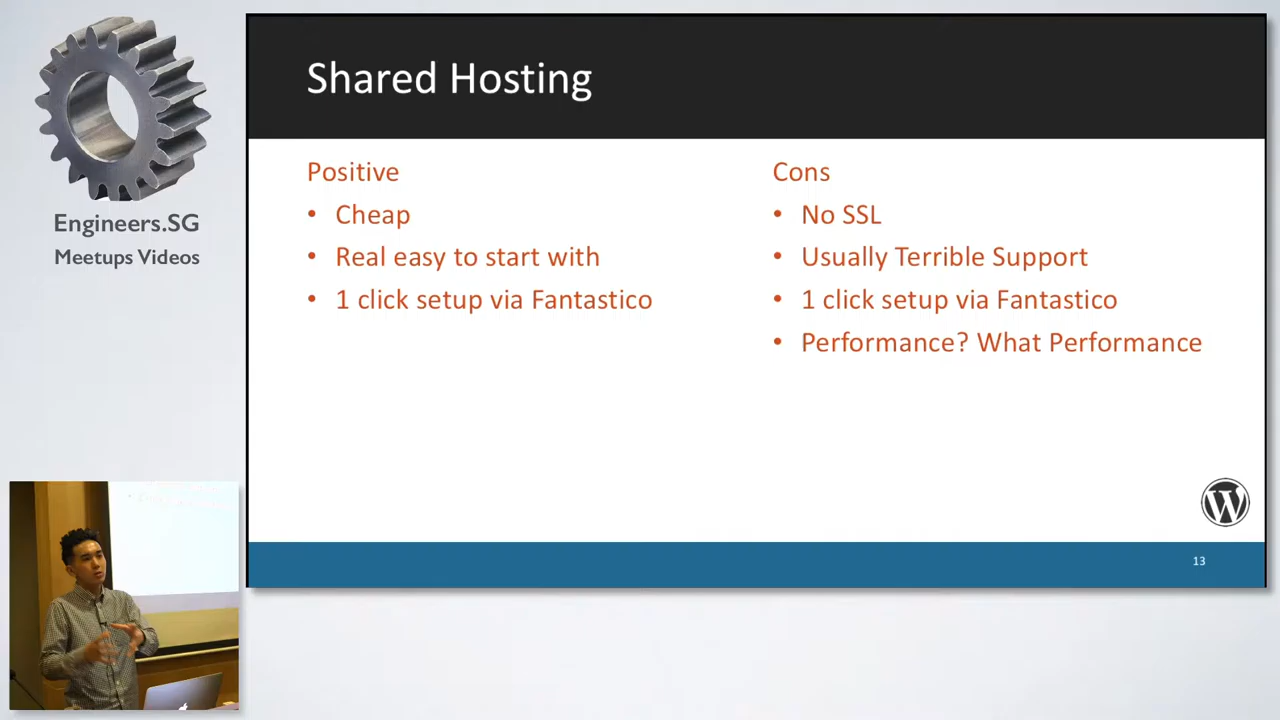 Engineers.SG
Meetups Videos
Shared Hosting
Positive
• Cheap
• Real easy to start with
• 1 click setup via Fantastico
Cons
• No SSL
• Usually Terrible Support
• 1 click setup via Fantastico
• Performance? What Performance
13